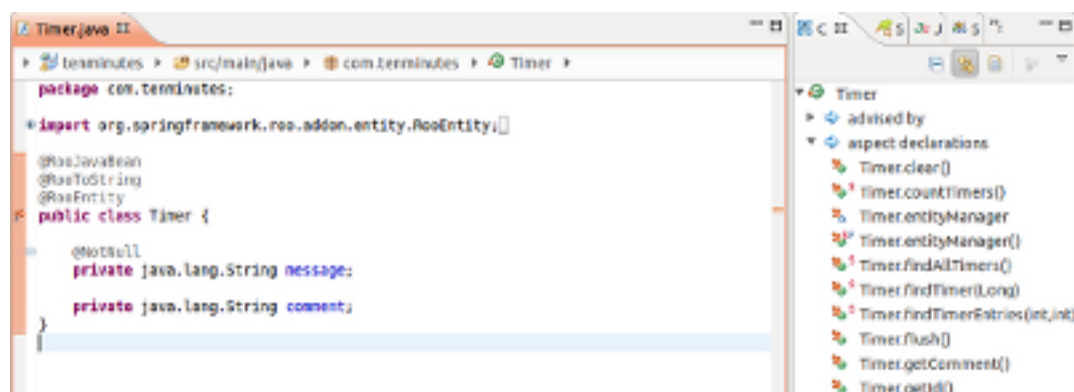 Timer.java
tenminutes src/main/java com.tenminutes Timer
package com.tenminutes;
import org.springframework.roo.addon.entity.RooEntity;
@RooJavaBean
@RooToString
@RooEntity
public class Timer {
@NotNull
private java.lang.String message;
private java.lang.String comment;
}
C S J S
Timer
advised by
aspect declarations
Timer.clear()
Timer.countTimers()
Timer.entityManager
Timer.entityManager()
Timer.findAllTimers()
Timer.findTimer(Long)
Timer.findTimerEntries(int,int)
Timer.flush()
Timer.getComment()
Timer.getId()